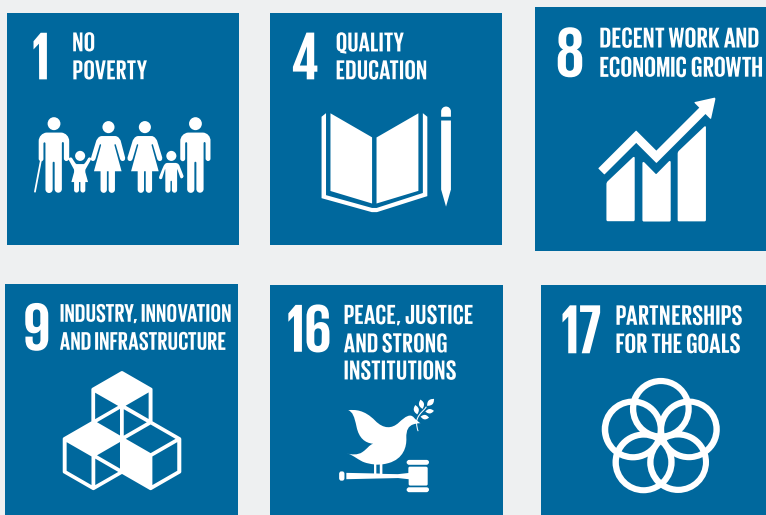 1 NO
POVERTY
4 QUALITY
EDUCATION
8 DECENT WORK AND
ECONOMIC GROWTH
9 INDUSTRY, INNOVATION
AND INFRASTRUCTURE
16 PEACE, JUSTICE
AND STRONG
INSTITUTIONS
17 PARTNERSHIPS
FOR THE GOALS